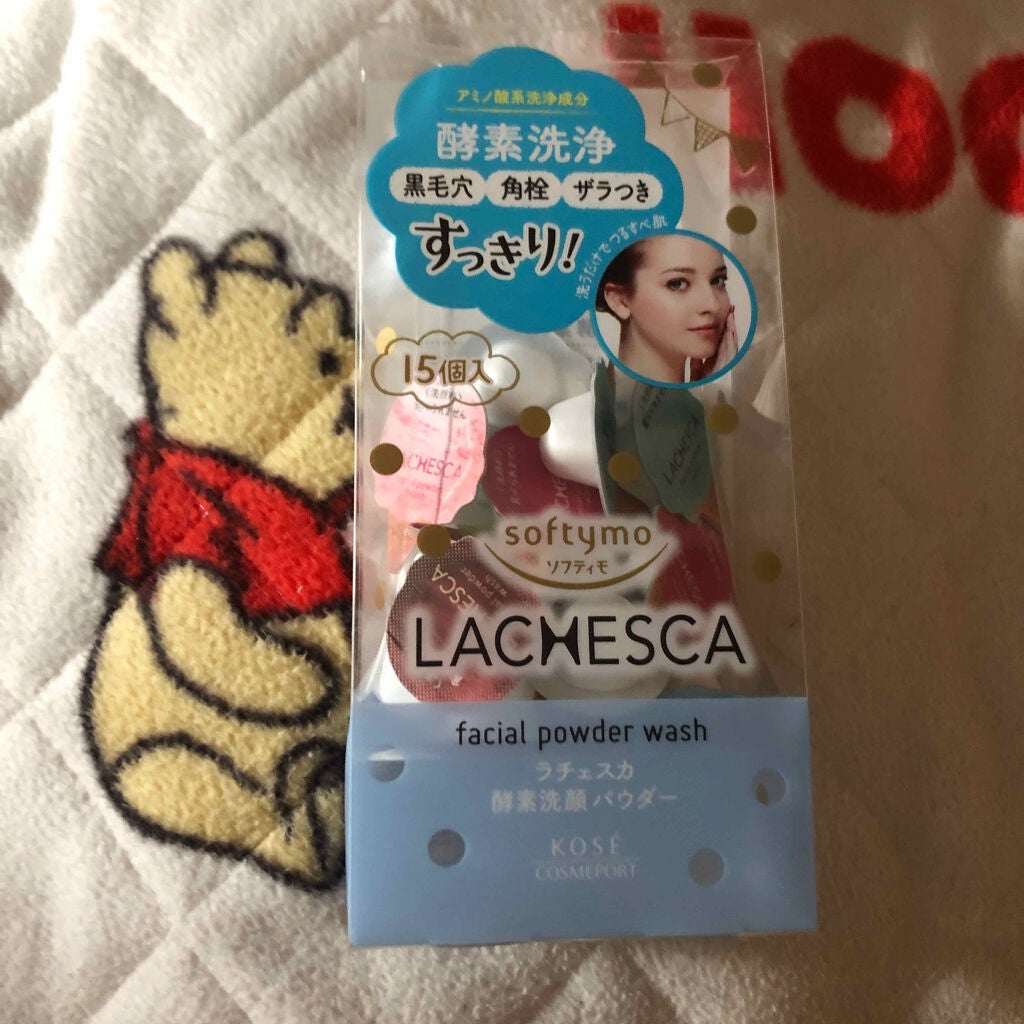 アミノ酸系洗浄成分
酵素洗浄
黒毛穴 角栓 ザラつき
すっきり!
洗うだけでつるすべ肌
15個入
LACHESCA
LACHESCA
softymo
ソフティモ
LACHESCA
facial powder wash
ラチェスカ
酵素洗顔パウダー
KOSÉ
COSMEPORT